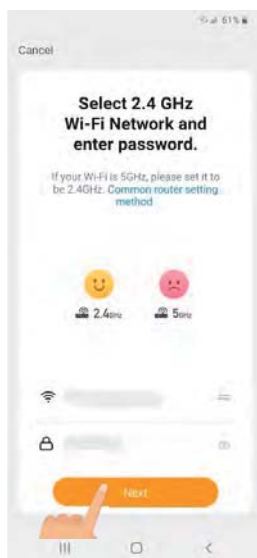 61%
Cancel
Select 2.4 GHz
Wi-Fi Network and
enter password.
If your Wi-Fi is 5GHz, please set it to
be 2.4GHz. Common router setting
method
2.4GHz
5GHz
Next